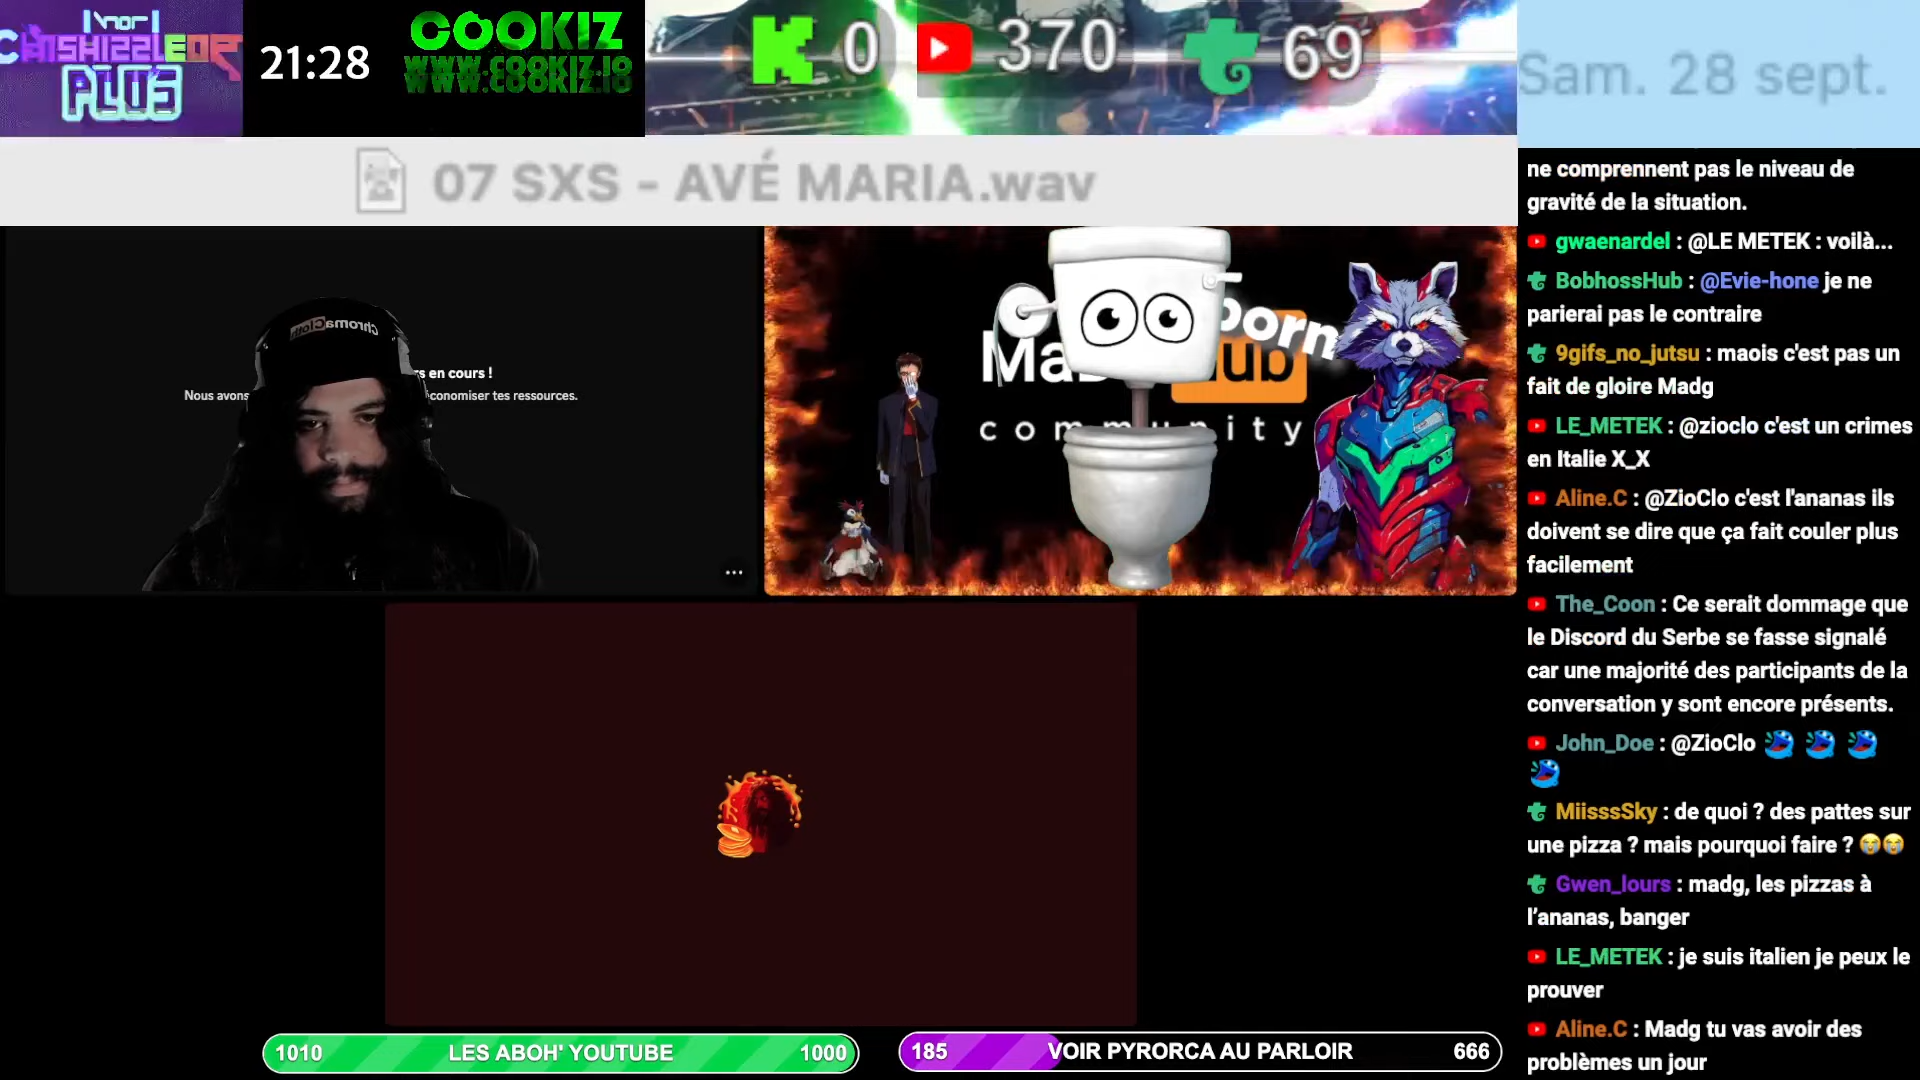 21:28
COOKIZ
WWW.COOKIZ.IO
PLUS
0
370
69
Sam. 28 sept.
07 SXS - AVÉ MARIA.wav
ne comprennent pas le niveau de
gravité de la situation.
gwaenardel : @LE METEK : voilà...
BobhossHub : @Evie-hone je ne
parierai pas le contraire
9gifs_no_jutsu : maois c'est pas un
fait de gloire Madg
LE_METEK : @zioclo c'est un crimes
en Italie X_X
Aline.C : @ZioClo c'est l'ananas ils
doivent se dire que ça fait couler plus
facilement
The_Coon : Ce serait dommage que
le Discord du Serbe se fasse signalé
car une majorité des participants de la
conversation y sont encore présents.
John_Doe : @ZioClo
MiisssSky : de quoi ? des pattes sur
une pizza ? mais pourquoi faire ? 😭😭
Gwen_lours : madg, les pizzas à
l’ananas, banger
LE_METEK : je suis italien je peux le
prouver
Aline.C : Madg tu vas avoir des
problèmes un jour
ChromaCloud
s en cours !
Nous avons
économiser tes ressources.
1010 LES ABOH' YOUTUBE 1000
185 VOIR PYRORCA AU PARLOIR 666